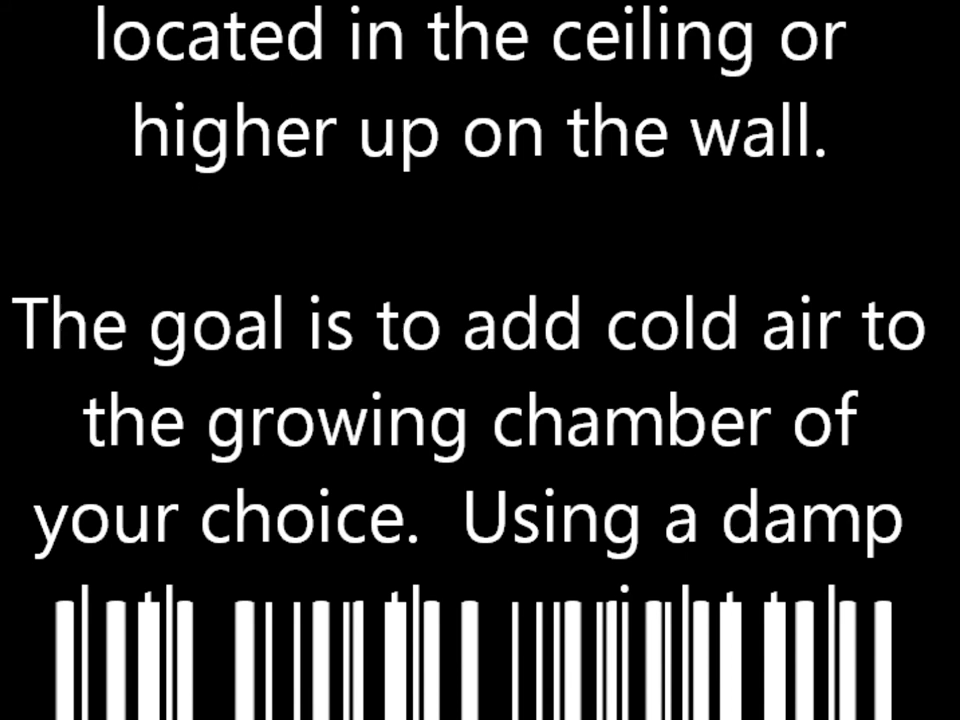 located in the ceiling or
higher up on the wall.
The goal is to add cold air to
the growing chamber of
your choice.  Using a damp